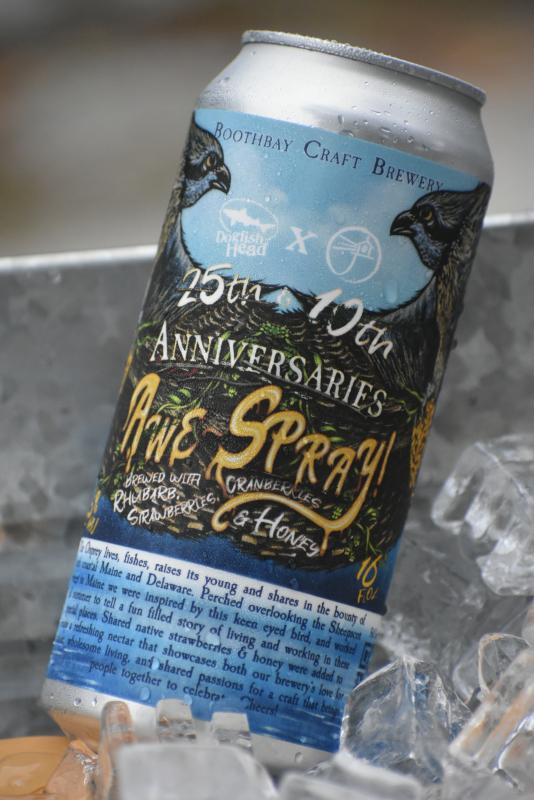 BOOTHBAY CRAFT BREWERY
Dogfish Head X
25th & 10th
ANNIVERSARIES
AWE-SPRAY!
BREWED WITH
RHUBARB, CRANBERRIES
STRAWBERRIES, & HONEY
16
FL OZ
Osprey lives, fishes, raises its young and shares in the bounty of
coastal Maine and Delaware. Perched overlooking the Sheepscot
in Maine we were inspired by this keen eyed bird, and worked
to tell a fun filled story of living and working in these
places. Shared native strawberries & honey were added to
a refreshing nectar that showcases both our brewery's love for
wholesome living, and shared passions for a craft that brings
people together to celebrate. Cheers!